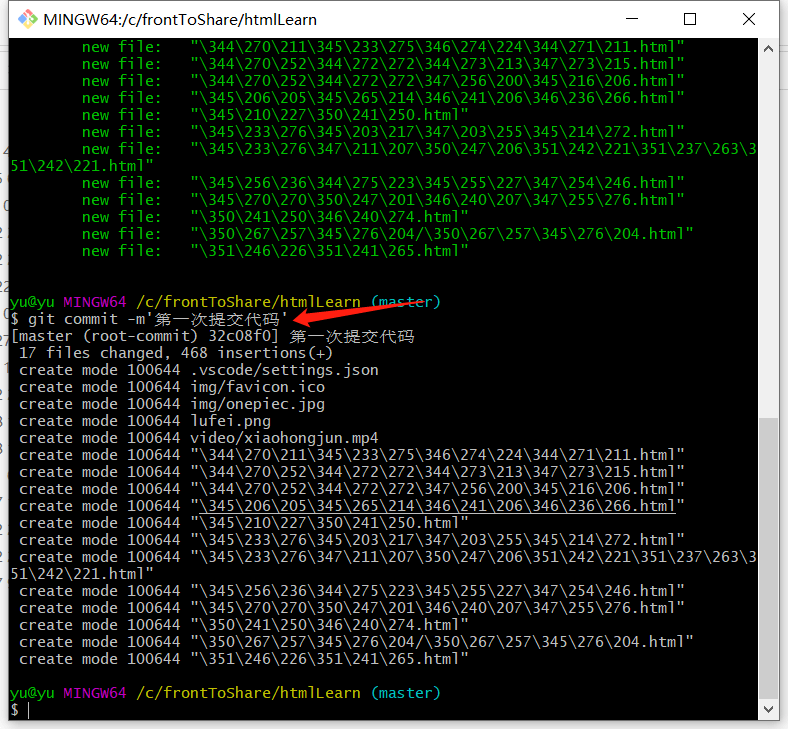 MINGW64:/c/frontToShare/htmlLearn
new file:   "\344\270\211\345\233\275\346\274\224\344\271\211.html"
new file:   "\344\270\252\344\272\272\344\273\213\347\273\215.html"
new file:   "\344\270\252\344\272\272\347\256\200\345\216\206.html"
new file:   "\345\206\205\345\265\214\346\241\206\346\236\266.html"
new file:   "\345\210\227\350\241\250.html"
new file:   "\345\233\276\345\203\217\347\203\255\345\214\272.html"
new file:   "\345\233\276\347\211\207\350\247\206\351\242\221\351\237\263\3
51\242\221.html"
new file:   "\345\256\236\344\275\223\345\255\227\347\254\246.html"
new file:   "\345\270\270\350\247\201\346\240\207\347\255\276.html"
new file:   "\350\241\250\346\240\274.html"
new file:   "\350\267\257\345\276\204/\350\267\257\345\276\204.html"
new file:   "\351\246\226\351\241\265.html"
yu@yu MINGW64 /c/frontToShare/htmlLearn (master)
$ git commit -m'第一次提交代码'
[master (root-commit) 32c08f0] 第一次提交代码
17 files changed, 468 insertions(+)
create mode 100644 .vscode/settings.json
create mode 100644 img/favicon.ico
create mode 100644 img/onepiec.jpg
create mode 100644 lufei.png
create mode 100644 video/xiaohongjun.mp4
create mode 100644 "\344\270\211\345\233\275\346\274\224\344\271\211.html"
create mode 100644 "\344\270\252\344\272\272\344\273\213\347\273\215.html"
create mode 100644 "\344\270\252\344\272\272\347\256\200\345\216\206.html"
create mode 100644 "\345\206\205\345\265\214\346\241\206\346\236\266.html"
create mode 100644 "\345\210\227\350\241\250.html"
create mode 100644 "\345\233\276\345\203\217\347\203\255\345\214\272.html"
create mode 100644 "\345\233\276\347\211\207\350\247\206\351\242\221\351\237\263\3
51\242\221.html"
create mode 100644 "\345\256\236\344\275\223\345\255\227\347\254\246.html"
create mode 100644 "\345\270\270\350\247\201\346\240\207\347\255\276.html"
create mode 100644 "\350\241\250\346\240\274.html"
create mode 100644 "\350\267\257\345\276\204/\350\267\257\345\276\204.html"
create mode 100644 "\351\246\226\351\241\265.html"
yu@yu MINGW64 /c/frontToShare/htmlLearn (master)
$